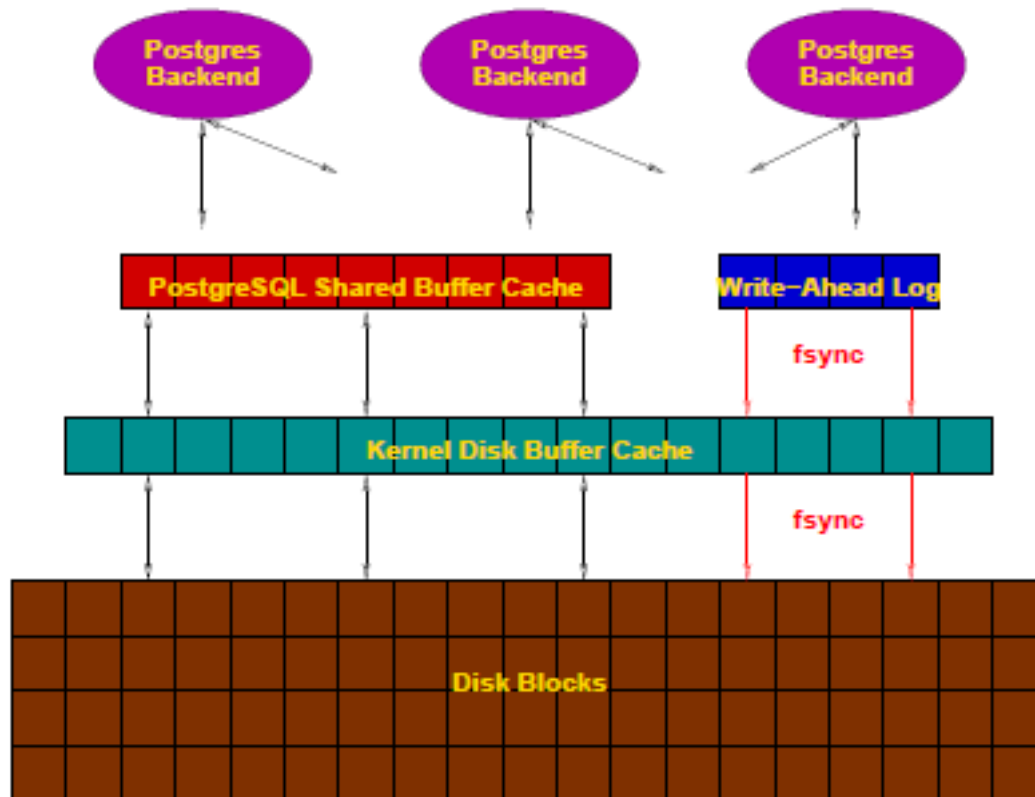 Postgres
Backend
Postgres
Backend
Postgres
Backend
PostgreSQL Shared Buffer Cache
Write-Ahead Log
fsync
Kernel Disk Buffer Cache
fsync
Disk Blocks